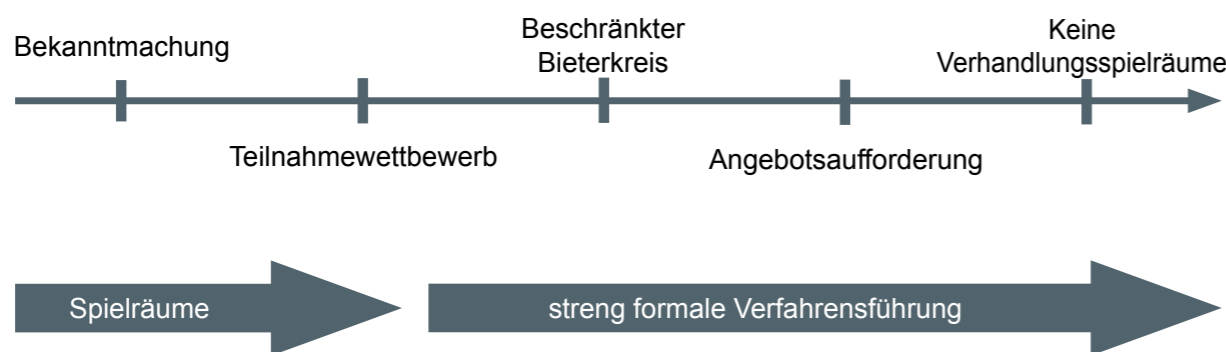 Bekanntmachung
Beschränkter
Bieterkreis
Keine
Verhandlungsspielräume
Teilnahmewettbewerb
Angebotsaufforderung
Spielräume
streng formale Verfahrensführung